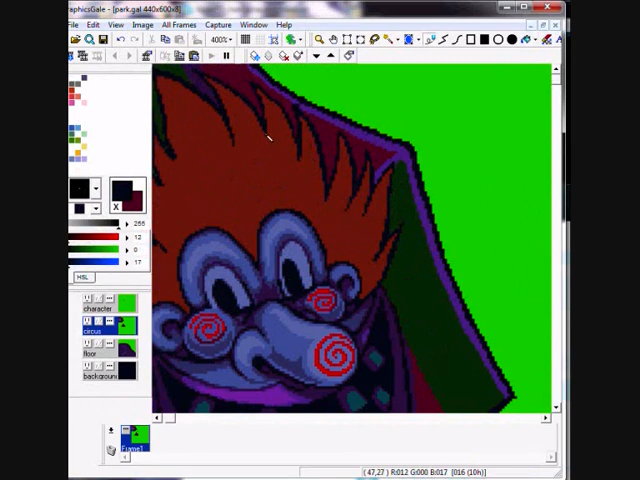 raphicsGale - [park.gal 440x600x8]
File Edit View Image All Frames Capture Window Help
400%
X
255
12
0
17
HSL
character
circus
floor
background
Frame1
( 47,27 ) R:012 G:000 B:017 [016 (10h)]